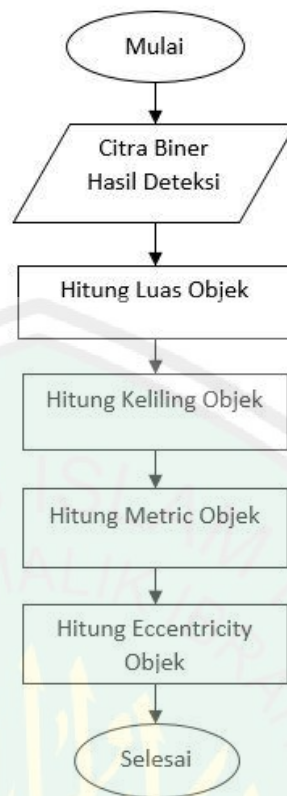 Mulai
Citra Biner
Hasil Deteksi
Hitung Luas Objek
Hitung Keliling Objek
Hitung Metric Objek
Hitung Eccentricity
Objek
Selesai